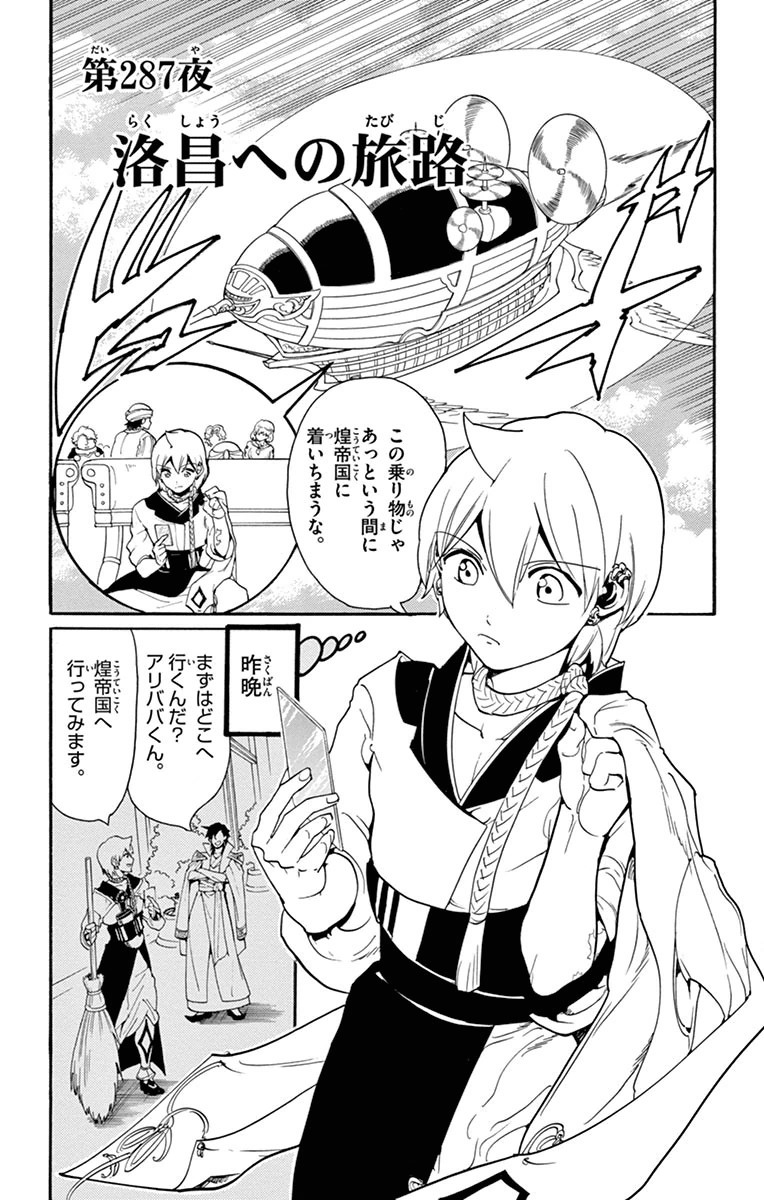 第287夜
洛昌への旅路
ゴ
ド
この乗り物じゃ
あっという間に
煌帝国に
着いちまうな。
昨晩
まずはどこへ
行くんだ?
アリババくん。
煌帝国へ
行ってみます。